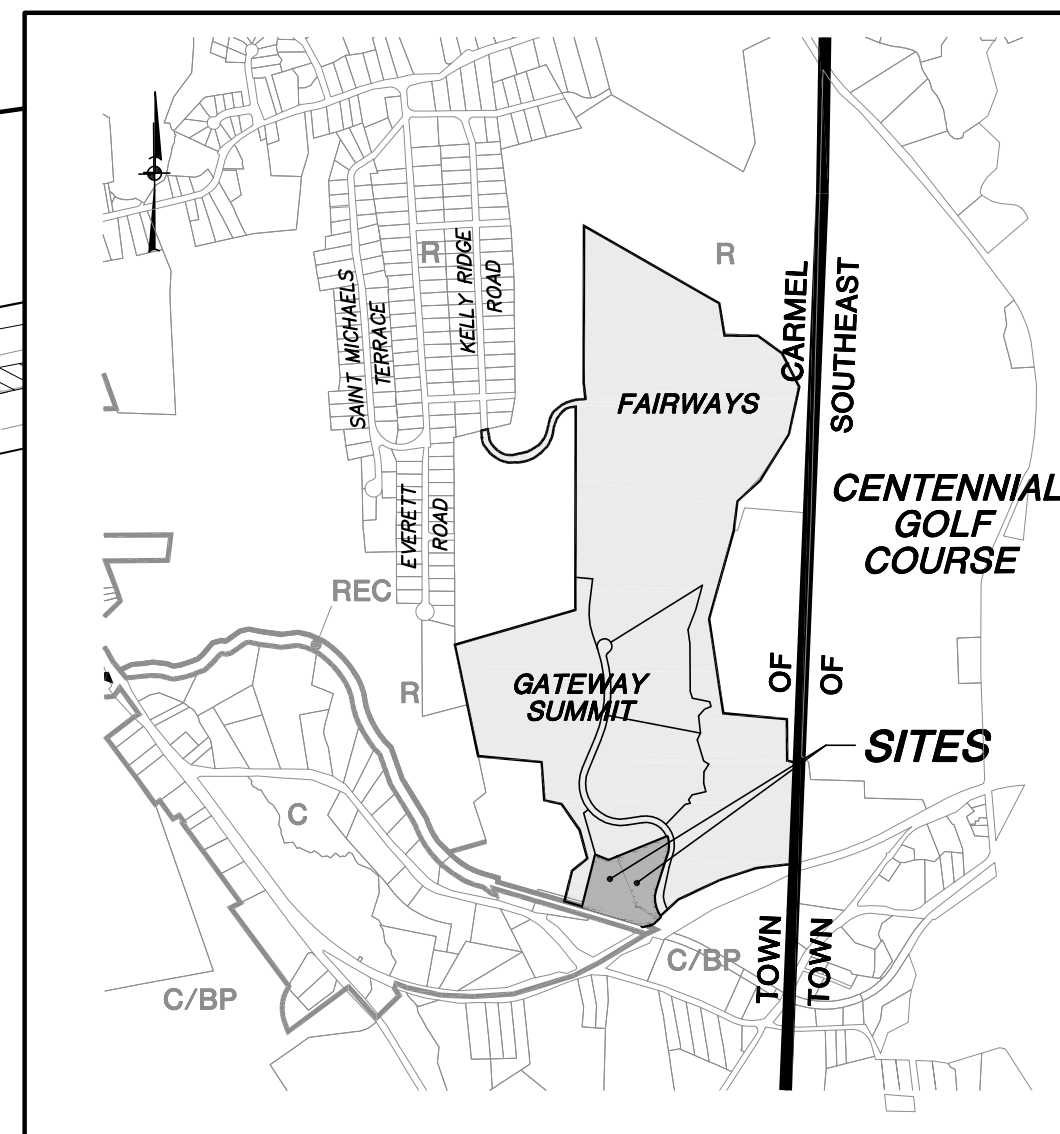 R
R
SAINT MICHAELS
TERRACE
KELLY RIDGE
ROAD
CARMEL
SOUTHEAST
FAIRWAYS
EVERETT
ROAD
CENTENNIAL
GOLF
COURSE
REC
R
GATEWAY
SUMMIT
OF
OF
SITES
C
TOWN
TOWN
C/BP
C/BP